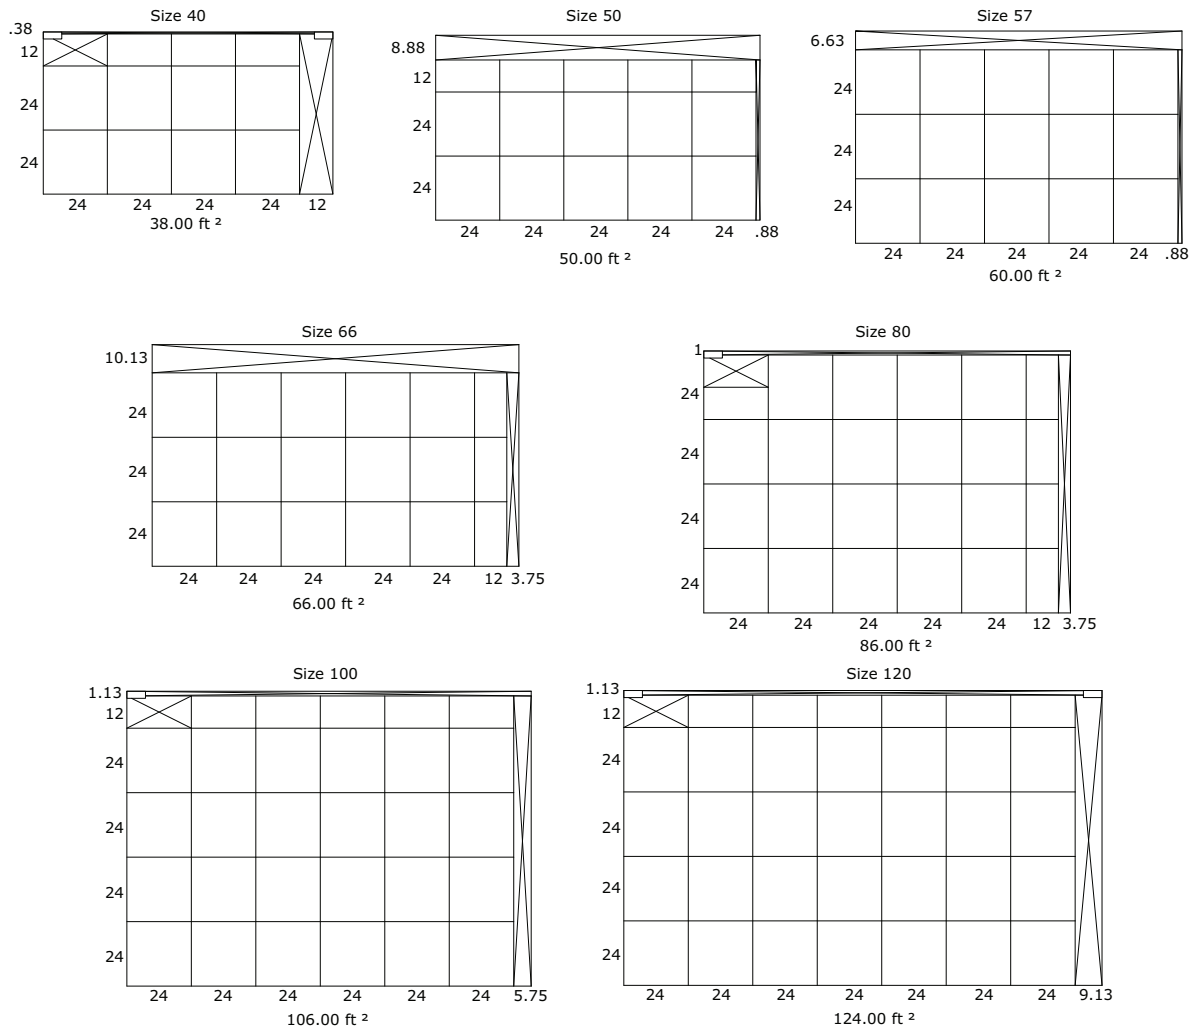 Size 40
.38
12
24
24
24 24 24 24 12
38.00 ft ²
Size 50
8.88
12
24
24
24 24 24 24 24 .88
50.00 ft ²
Size 57
6.63
24
24
24
24 24 24 24 24 .88
60.00 ft ²
Size 66
10.13
24
24
24
24 24 24 24 24 12 3.75
66.00 ft ²
Size 80
1
24
24
24
24
24 24 24 24 24 12 3.75
86.00 ft ²
Size 100
1.13
12
24
24
24
24
24 24 24 24 24 24 5.75
106.00 ft ²
Size 120
1.13
12
24
24
24
24
24 24 24 24 24 24 24 9.13
124.00 ft ²